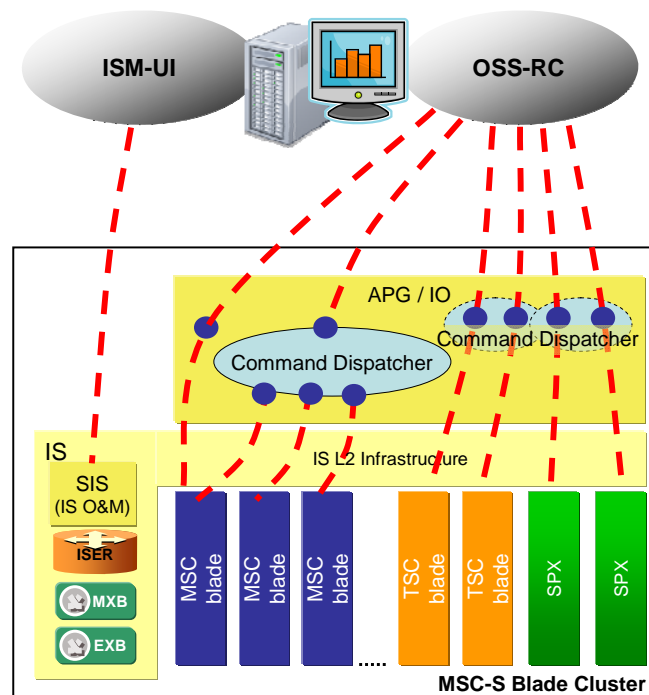 ISM-UI
OSS-RC
APG / IO
Command Dispatcher
Command Dispatcher
IS
IS L2 Infrastructure
SIS
(IS O&M)
ISER
MXB
EXB
MSC
blade
MSC
blade
MSC
blade
.....
TSC
blade
TSC
blade
SPX
SPX
MSC-S Blade Cluster